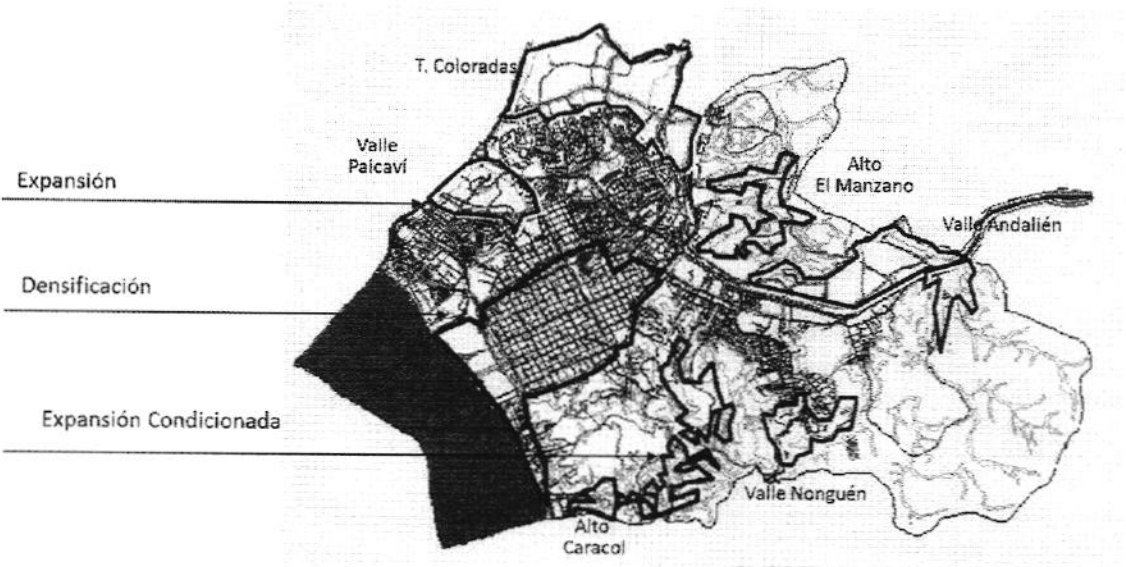 T. Coloradas
Valle
Paicaví
Alto
El Manzano
Valle Andalién
Expansión
Densificación
Expansión Condicionada
Valle Nonguén
Alto
Caracol